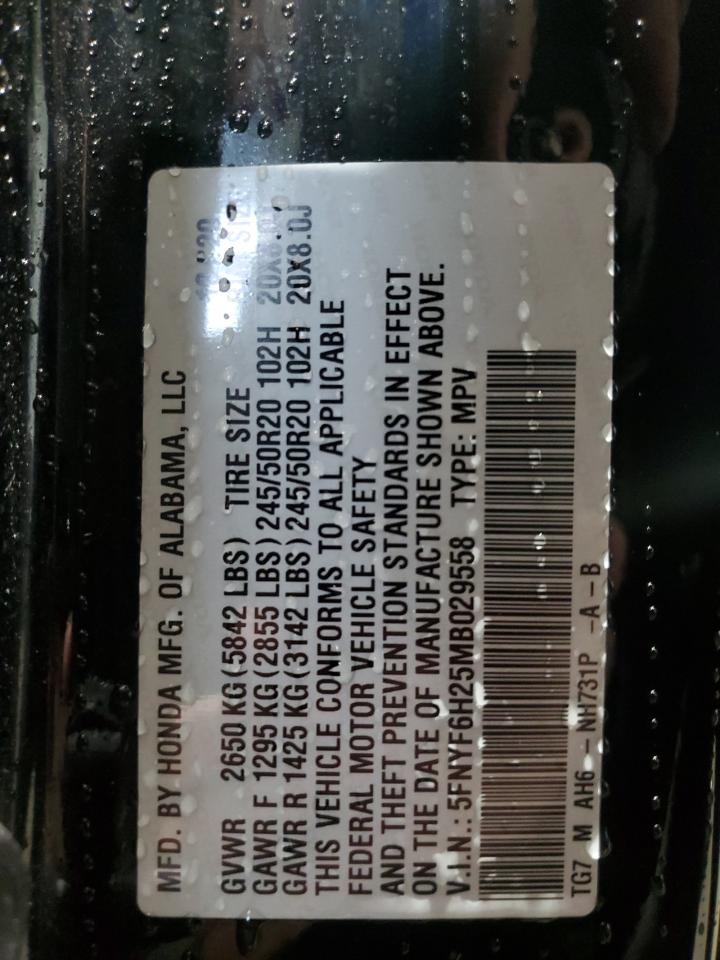 MFD. BY HONDA MFG. OF ALABAMA, LLC
GVWR 2650 KG (5842 LBS) TIRE SIZE
GAWR F 1295 KG (2855 LBS) 245/50R20 102H
GAWR R 1425 KG (3142 LBS) 245/50R20 102H 20X8.0J
THIS VEHICLE CONFORMS TO ALL APPLICABLE
FEDERAL MOTOR VEHICLE SAFETY
AND THEFT PREVENTION STANDARDS IN EFFECT
ON THE DATE OF MANUFACTURE SHOWN ABOVE.
V.I.N.: 5FNYF6H25MB029558 TYPE: MPV
TG7 M AH6 - NH731P -A - B